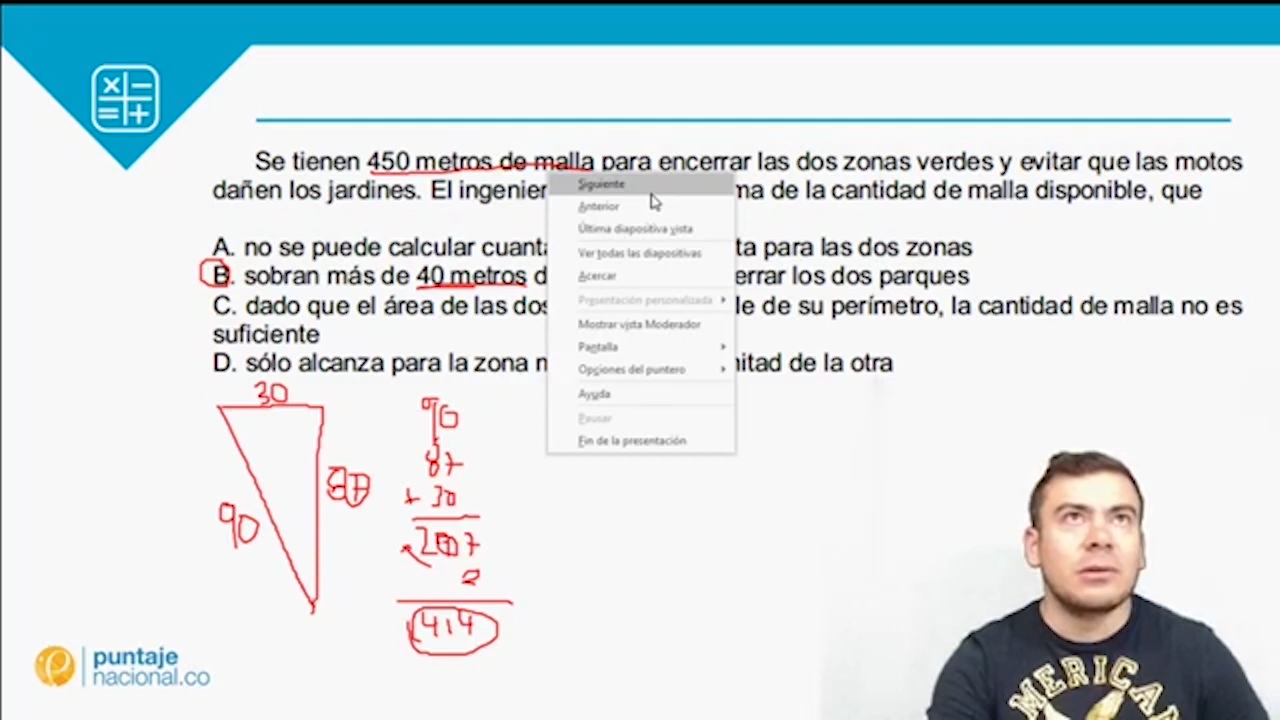 Se tienen 450 metros de malla para encerrar las dos zonas verdes y evitar que las motos
dañen los jardines. El ingenier ma de la cantidad de malla disponible, que
A. no se puede calcular cuant ta para las dos zonas
B. sobran más de 40 metros d errar los dos parques
C. dado que el área de las dos le de su perímetro, la cantidad de malla no es
suficiente
D. sólo alcanza para la zona nitad de la otra
Siguiente
Anterior
Última diapositiva vista
Ver todas las diapositivas
Acercar
Presentación personalizada
Mostrar vista Moderador
Pantalla
Opciones del puntero
Ayuda
Pausar
Fin de la presentación
30
87
90
90
87
+ 30
207
2
414
puntaje
nacional.co
MERICAN